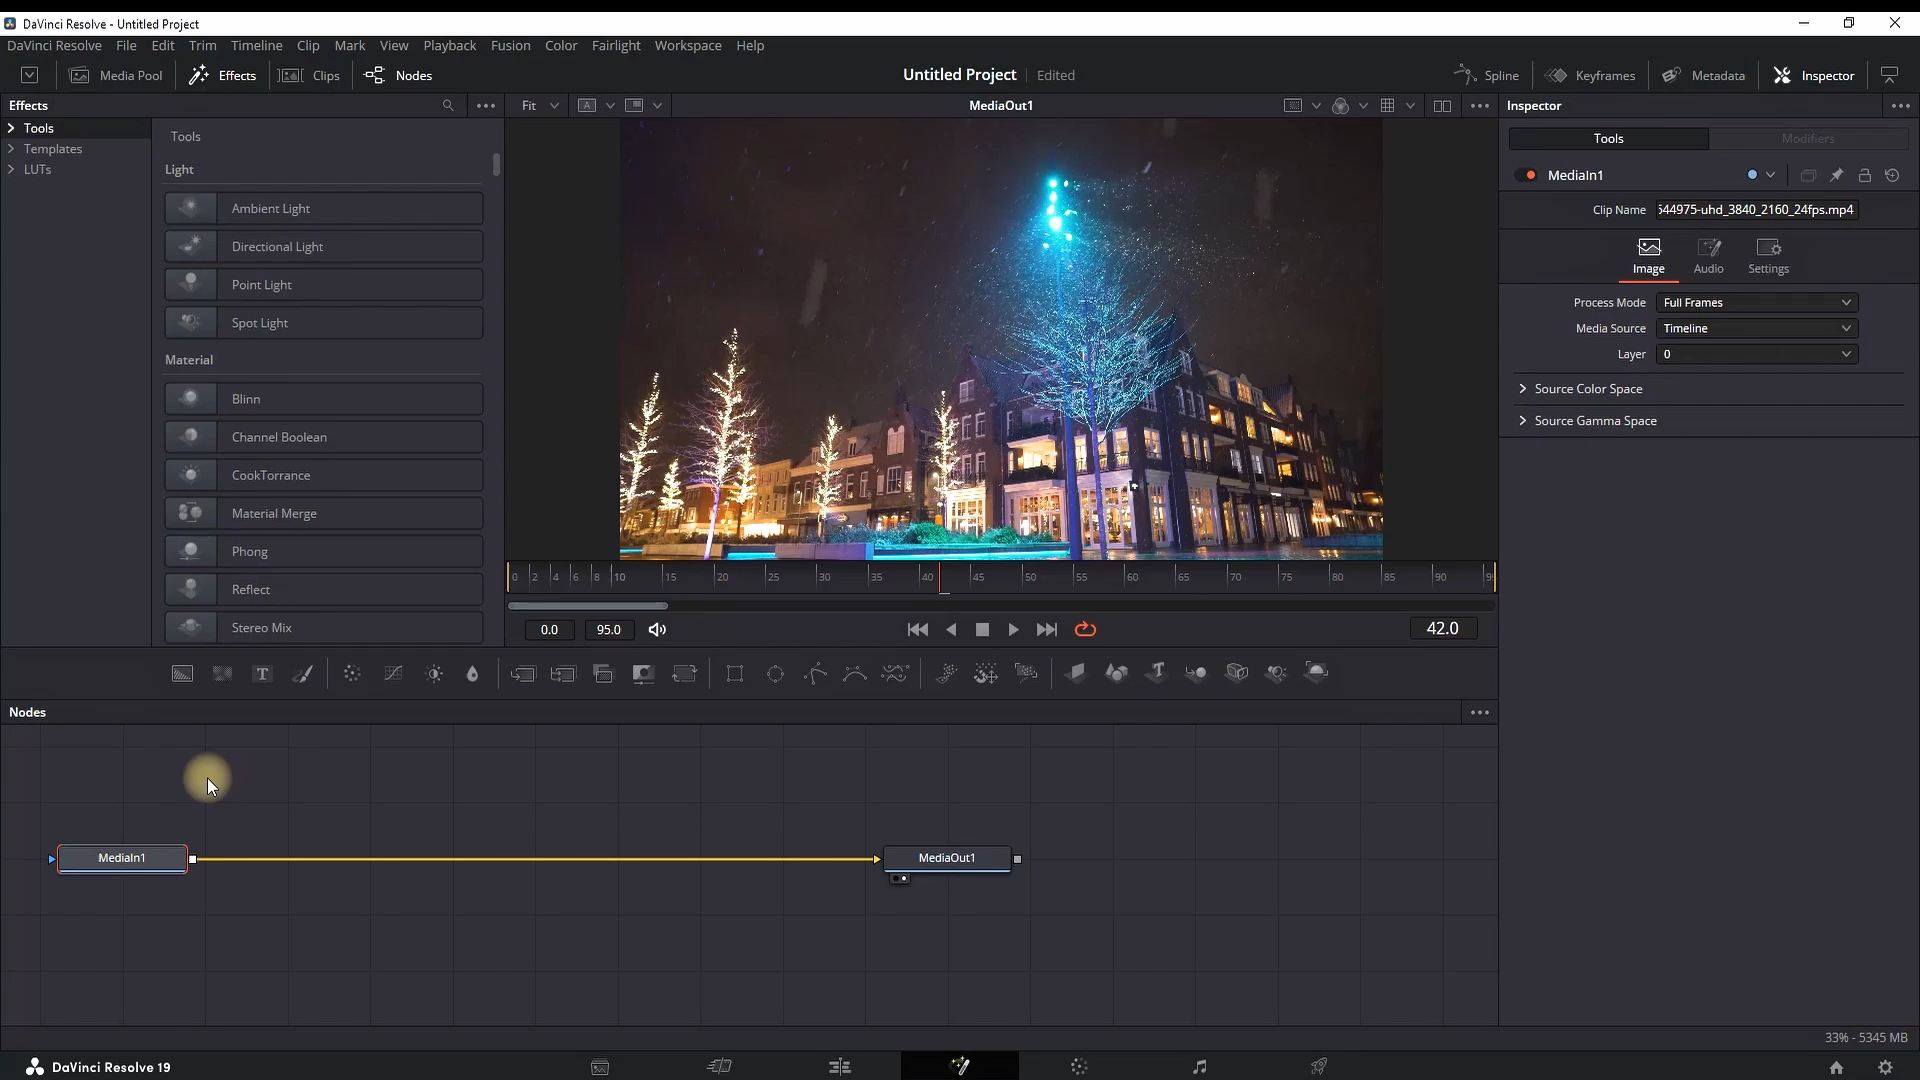 DaVinci Resolve - Untitled Project
DaVinci Resolve File Edit Trim Timeline Clip Mark View Playback Fusion Color Fairlight Workspace Help
Media Pool Effects Clips Nodes Untitled Project Edited Spline Keyframes Metadata Inspector
Effects Fit MediaOut1 Inspector
Tools
Templates
LUTs
Tools
Light
Ambient Light
Directional Light
Point Light
Spot Light
Material
Blinn
Channel Boolean
CookTorrance
Material Merge
Phong
Reflect
Stereo Mix
0 2 4 6 8 10 15 20 25 30 35 40 45 50 55 60 65 70 75 80 85 90
0.0 95.0 42.0
Tools Modifiers
MediaIn1
Clip Name 544975-uhd_3840_2160_24fps.mp4
Image Audio Settings
Process Mode Full Frames
Media Source Timeline
Layer 0
Source Color Space
Source Gamma Space
Nodes
MediaIn1 MediaOut1
33% - 5345 MB
DaVinci Resolve 19